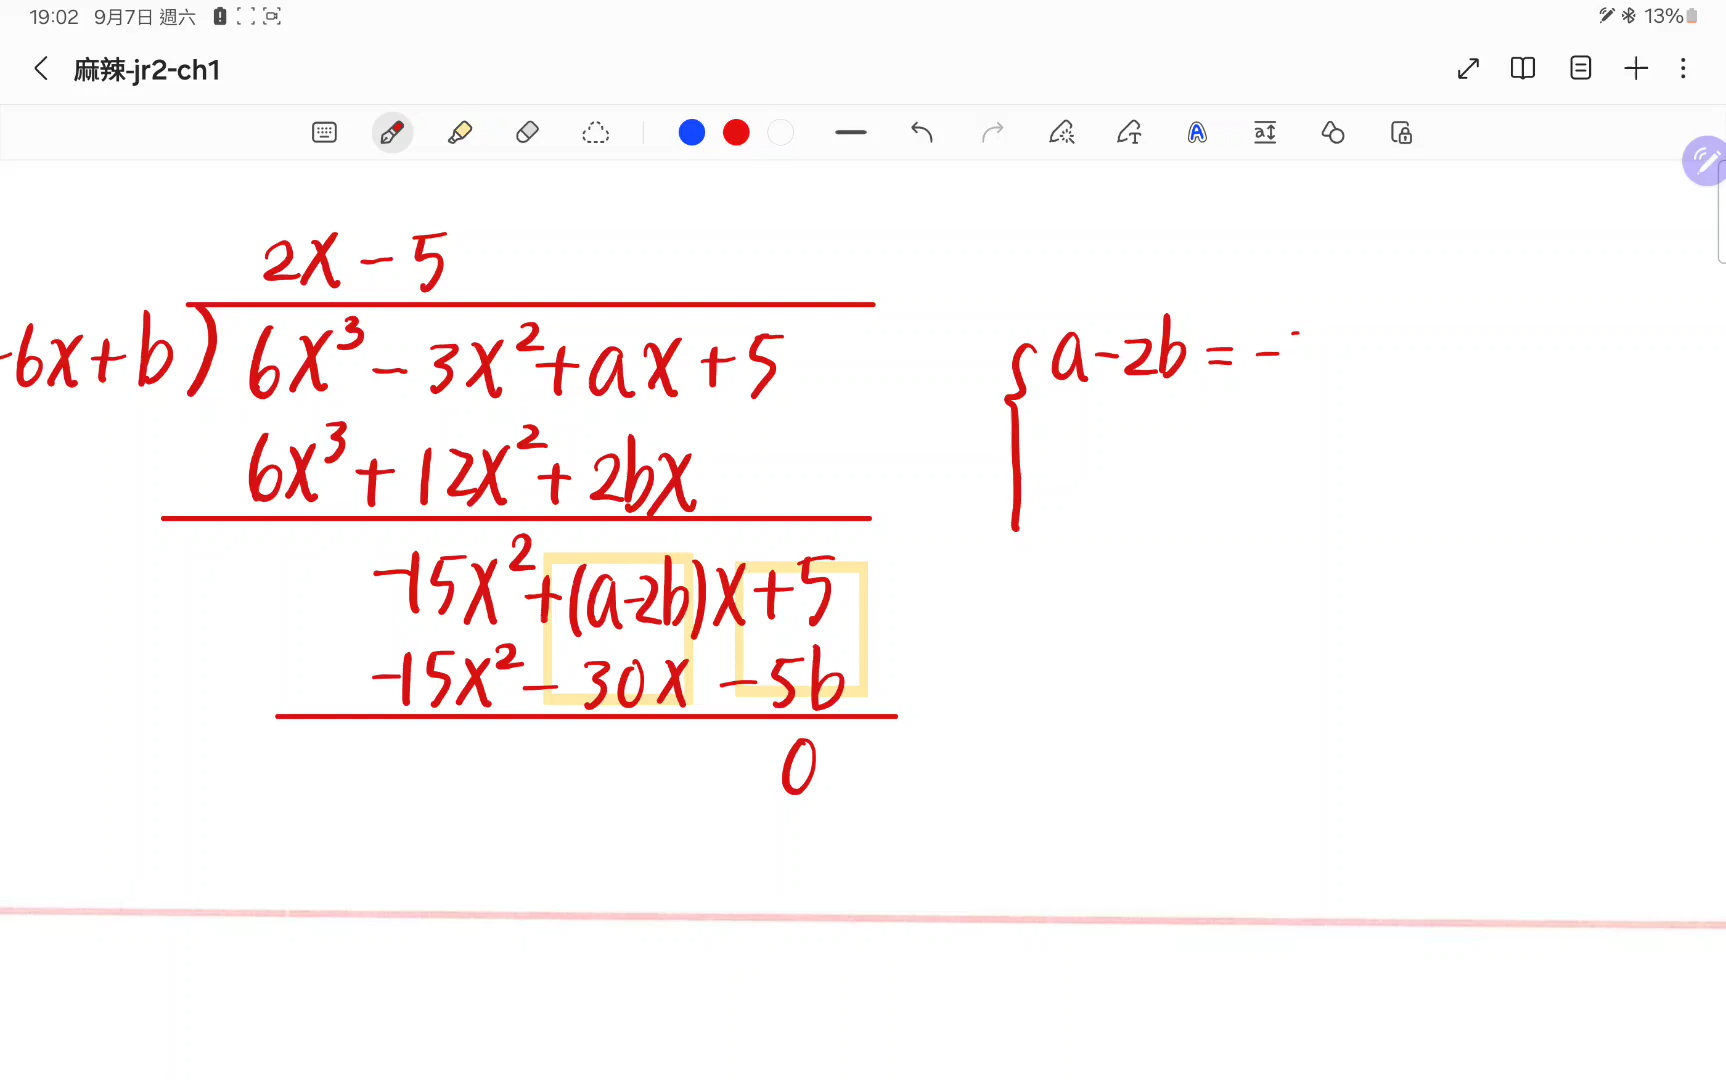 19:02 9月7日 週六 13%
麻辣-jr2-ch1
2x - 5
-6x + b ) 6x³ - 3x² + ax + 5
6x³ + 12x² + 2bx
-15x² + (a-2b)x + 5
-15x² - 30x - 5b
0
{ a - 2b = -